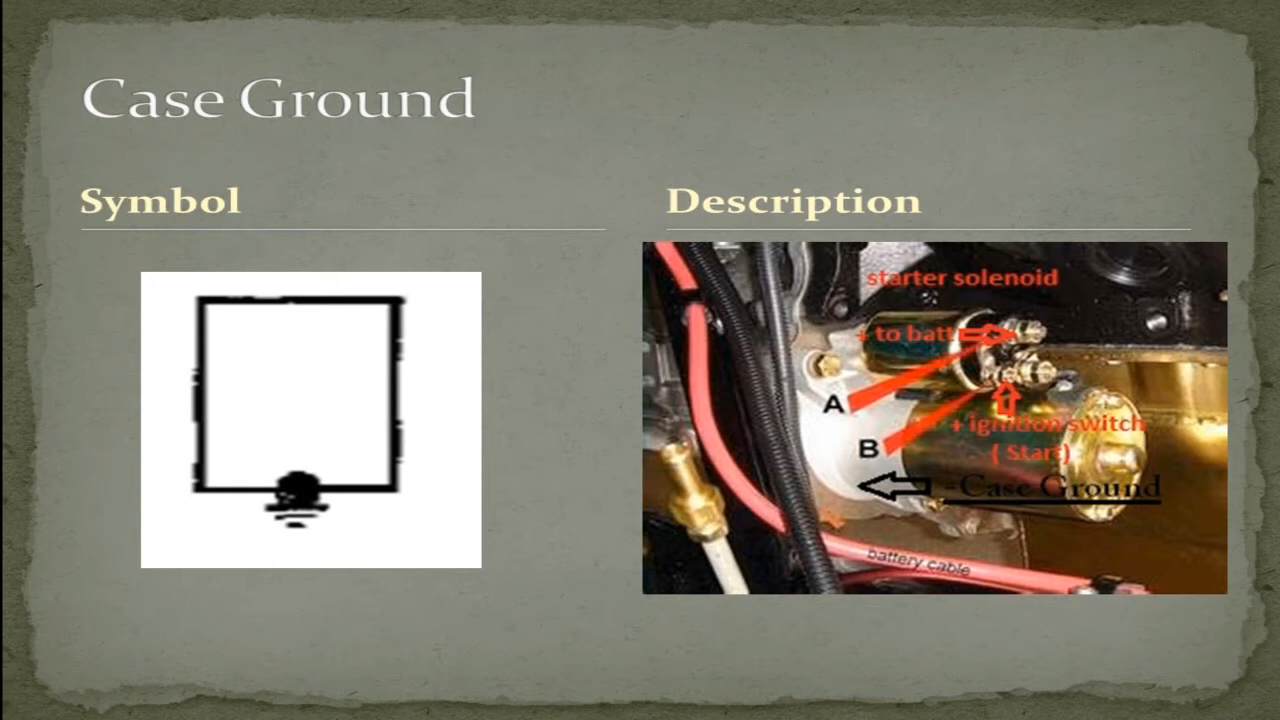 Case Ground
Symbol
Description
starter solenoid
+ to batt
A
+ ignition switch
B
( Start)
-Case Ground
battery cable